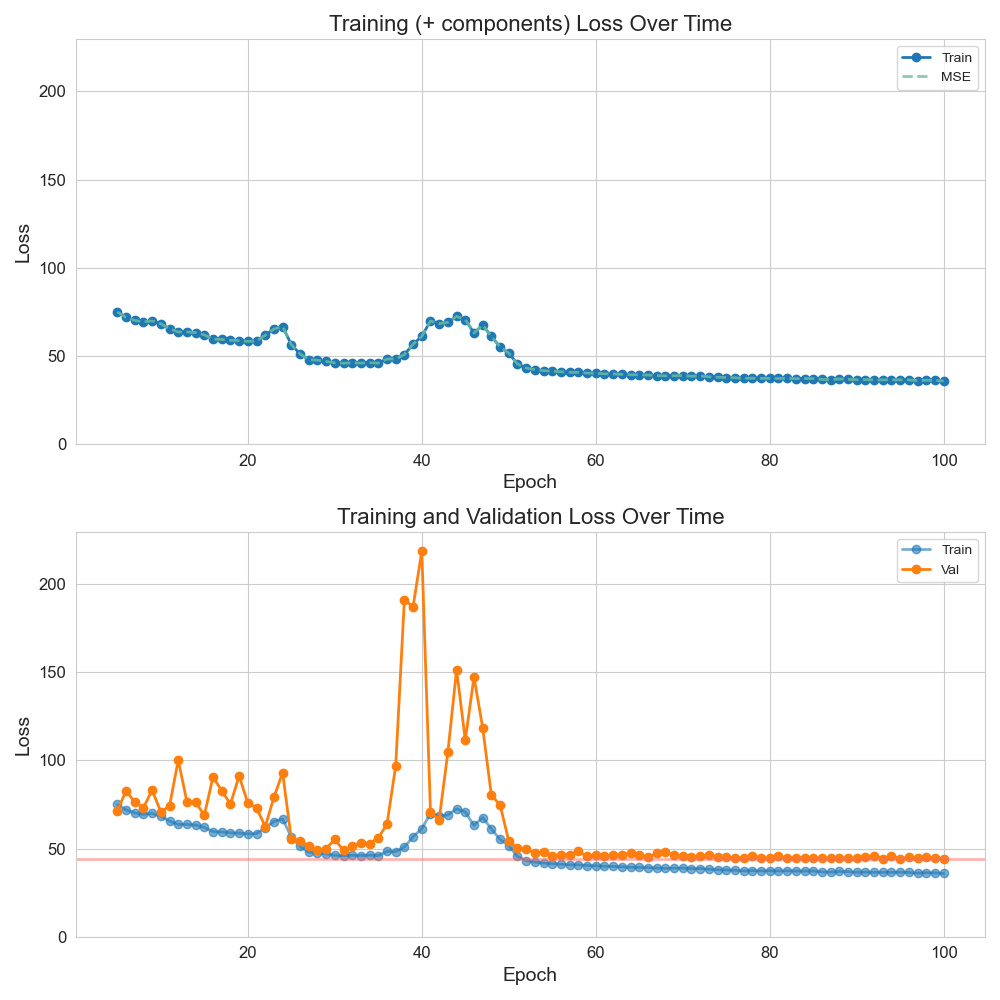 Training (+ components) Loss Over Time
Train
MSE
200
150
100
50
0
Loss
20 40 60 80 100
Epoch
Training and Validation Loss Over Time
Train
Val
200
150
100
50
0
Loss
20 40 60 80 100
Epoch